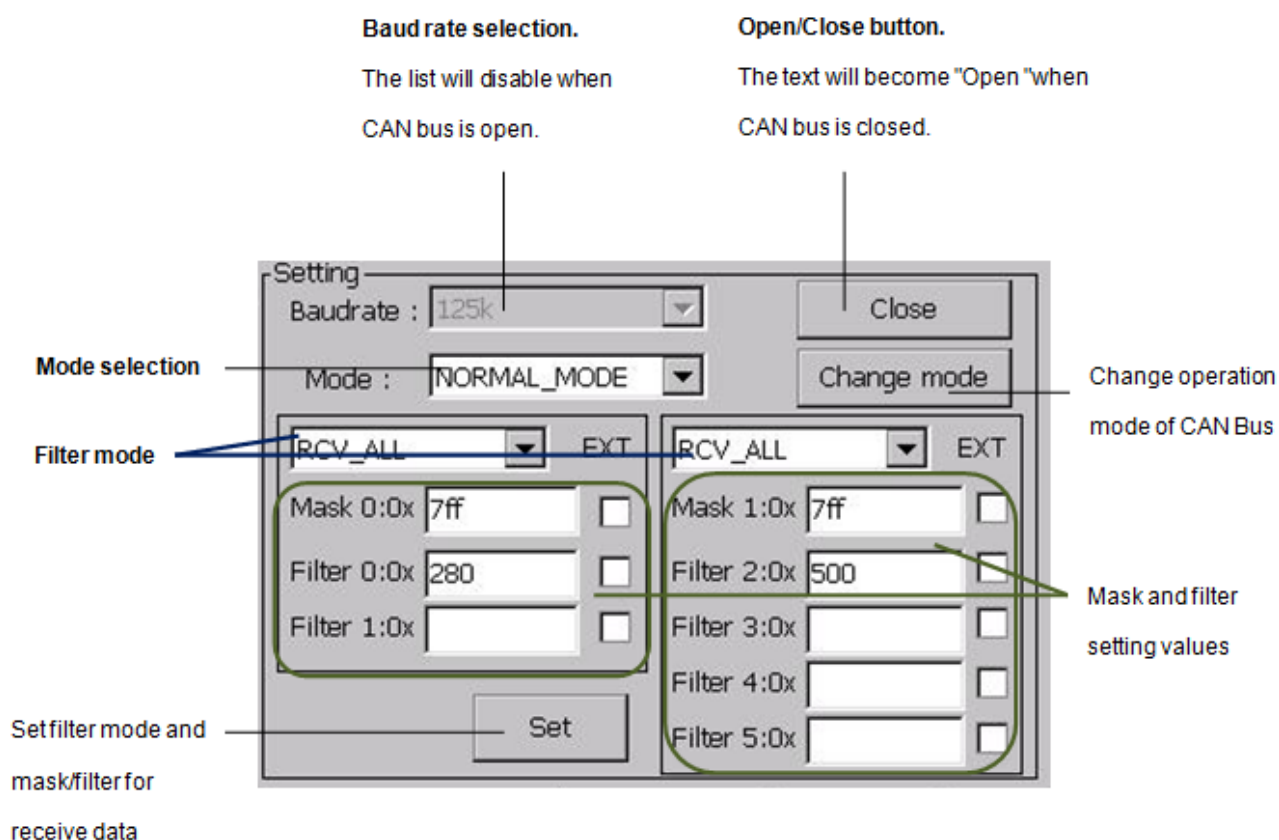 Baud rate selection.
The list will disable when
CAN bus is open.
Open/Close button.
The text will become "Open "when
CAN bus is closed.
Setting
Baudrate :
125k
Close
Mode selection
Mode :
NORMAL_MODE
Change mode
Change operation
mode of CAN Bus
Filter mode
RCV_ALL
EXT
RCV_ALL
EXT
Mask 0:0x
7ff
Filter 0:0x
280
Filter 1:0x
Mask 1:0x
7ff
Filter 2:0x
500
Filter 3:0x
Filter 4:0x
Filter 5:0x
Mask and filter
setting values
Set
Set filter mode and
mask/filter for
receive data